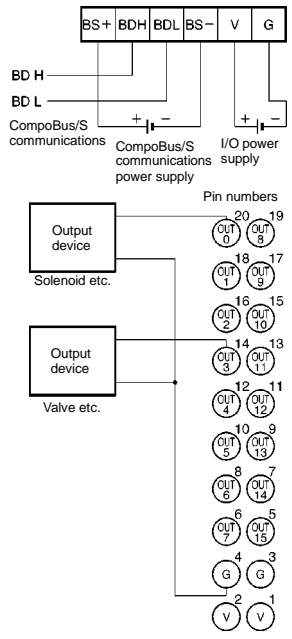 BS+ BDH BDL BS− V G
BD H
BD L
+ − + −
CompoBus/S
communications
CompoBus/S
communications
power supply
I/O power
supply
Pin numbers
Output
device
Solenoid etc.
Output
device
Valve etc.
20 19
OUT 0 OUT 8
18 17
OUT 1 OUT 9
16 15
OUT 2 OUT 10
14 13
OUT 3 OUT 11
12 11
OUT 4 OUT 12
10 9
OUT 5 OUT 13
8 7
OUT 6 OUT 14
6 5
OUT 7 OUT 15
4 3
G G
2 1
V V